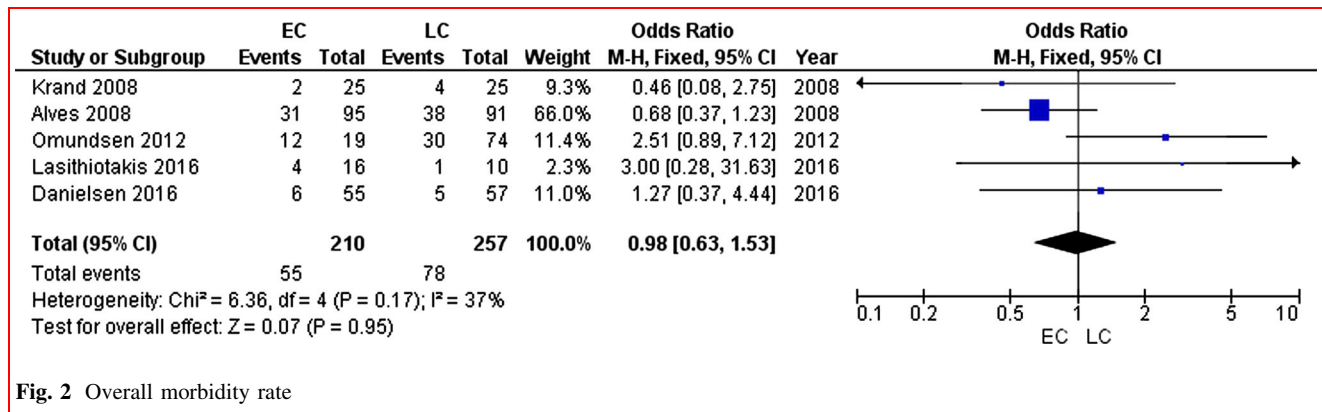 EC LC Odds Ratio Odds Ratio
Study or Subgroup Events Total Events Total Weight M-H, Fixed, 95% CI Year M-H, Fixed, 95% CI
Krand 2008 2 25 4 25 9.3% 0.46 [0.08, 2.75] 2008
Alves 2008 31 95 38 91 66.0% 0.68 [0.37, 1.23] 2008
Omundsen 2012 12 19 30 74 11.4% 2.51 [0.89, 7.12] 2012
Lasithiotakis 2016 4 16 1 10 2.3% 3.00 [0.28, 31.63] 2016
Danielsen 2016 6 55 5 57 11.0% 1.27 [0.37, 4.44] 2016
Total (95% CI) 210 257 100.0% 0.98 [0.63, 1.53]
Total events 55 78
Heterogeneity: Chi² = 6.36, df = 4 (P = 0.17); I² = 37%
Test for overall effect: Z = 0.07 (P = 0.95)
0.1 0.2 0.5 1 2 5 10
EC LC
Fig. 2 Overall morbidity rate